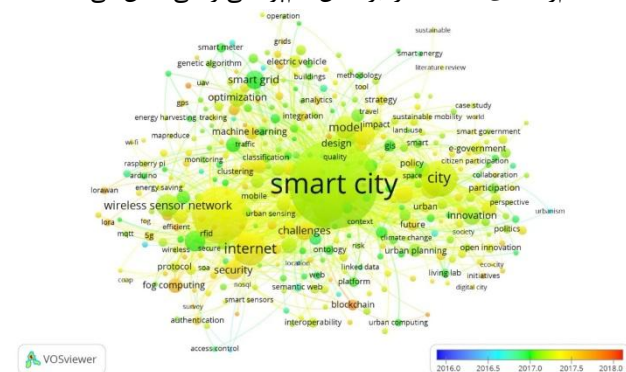 operation
sustainable
smart meter
grids
smart energy
genetic algorithm
electric vehicle
literature review
uav
smart grid
buildings
methodology
tool
gps
optimization
analytics
strategy
case study
energy harvesting
tracking
integration
travel
sustainable mobility
world
mapreduce
machine learning
model
impact
landuse
smart government
wifi
traffic
design
gis
smart
e-government
raspberry pi
monitoring
classification
quality
policy
citizen participation
arduino
clustering
space
city
collaboration
lorawan
energy saving
mobile
smart city
participation
wireless sensor network
urban
perspective
lora
fog
efficient
urban sensing
context
innovation
urbanism
mqtt
5g
rfid
challenges
future
politics
climate change
society
wireless
secure
internet
ontology
risk
urban planning
open innovation
protocol
soa
security
location
linked data
eco-city
coap
fog computing
nosql
web
platform
living lab
initiatives
semantic web
digital city
survey
smart sensors
blockchain
authentication
interoperability
urban computing
access control
VOSviewer
2016.0 2016.5 2017.0 2017.5 2018.0